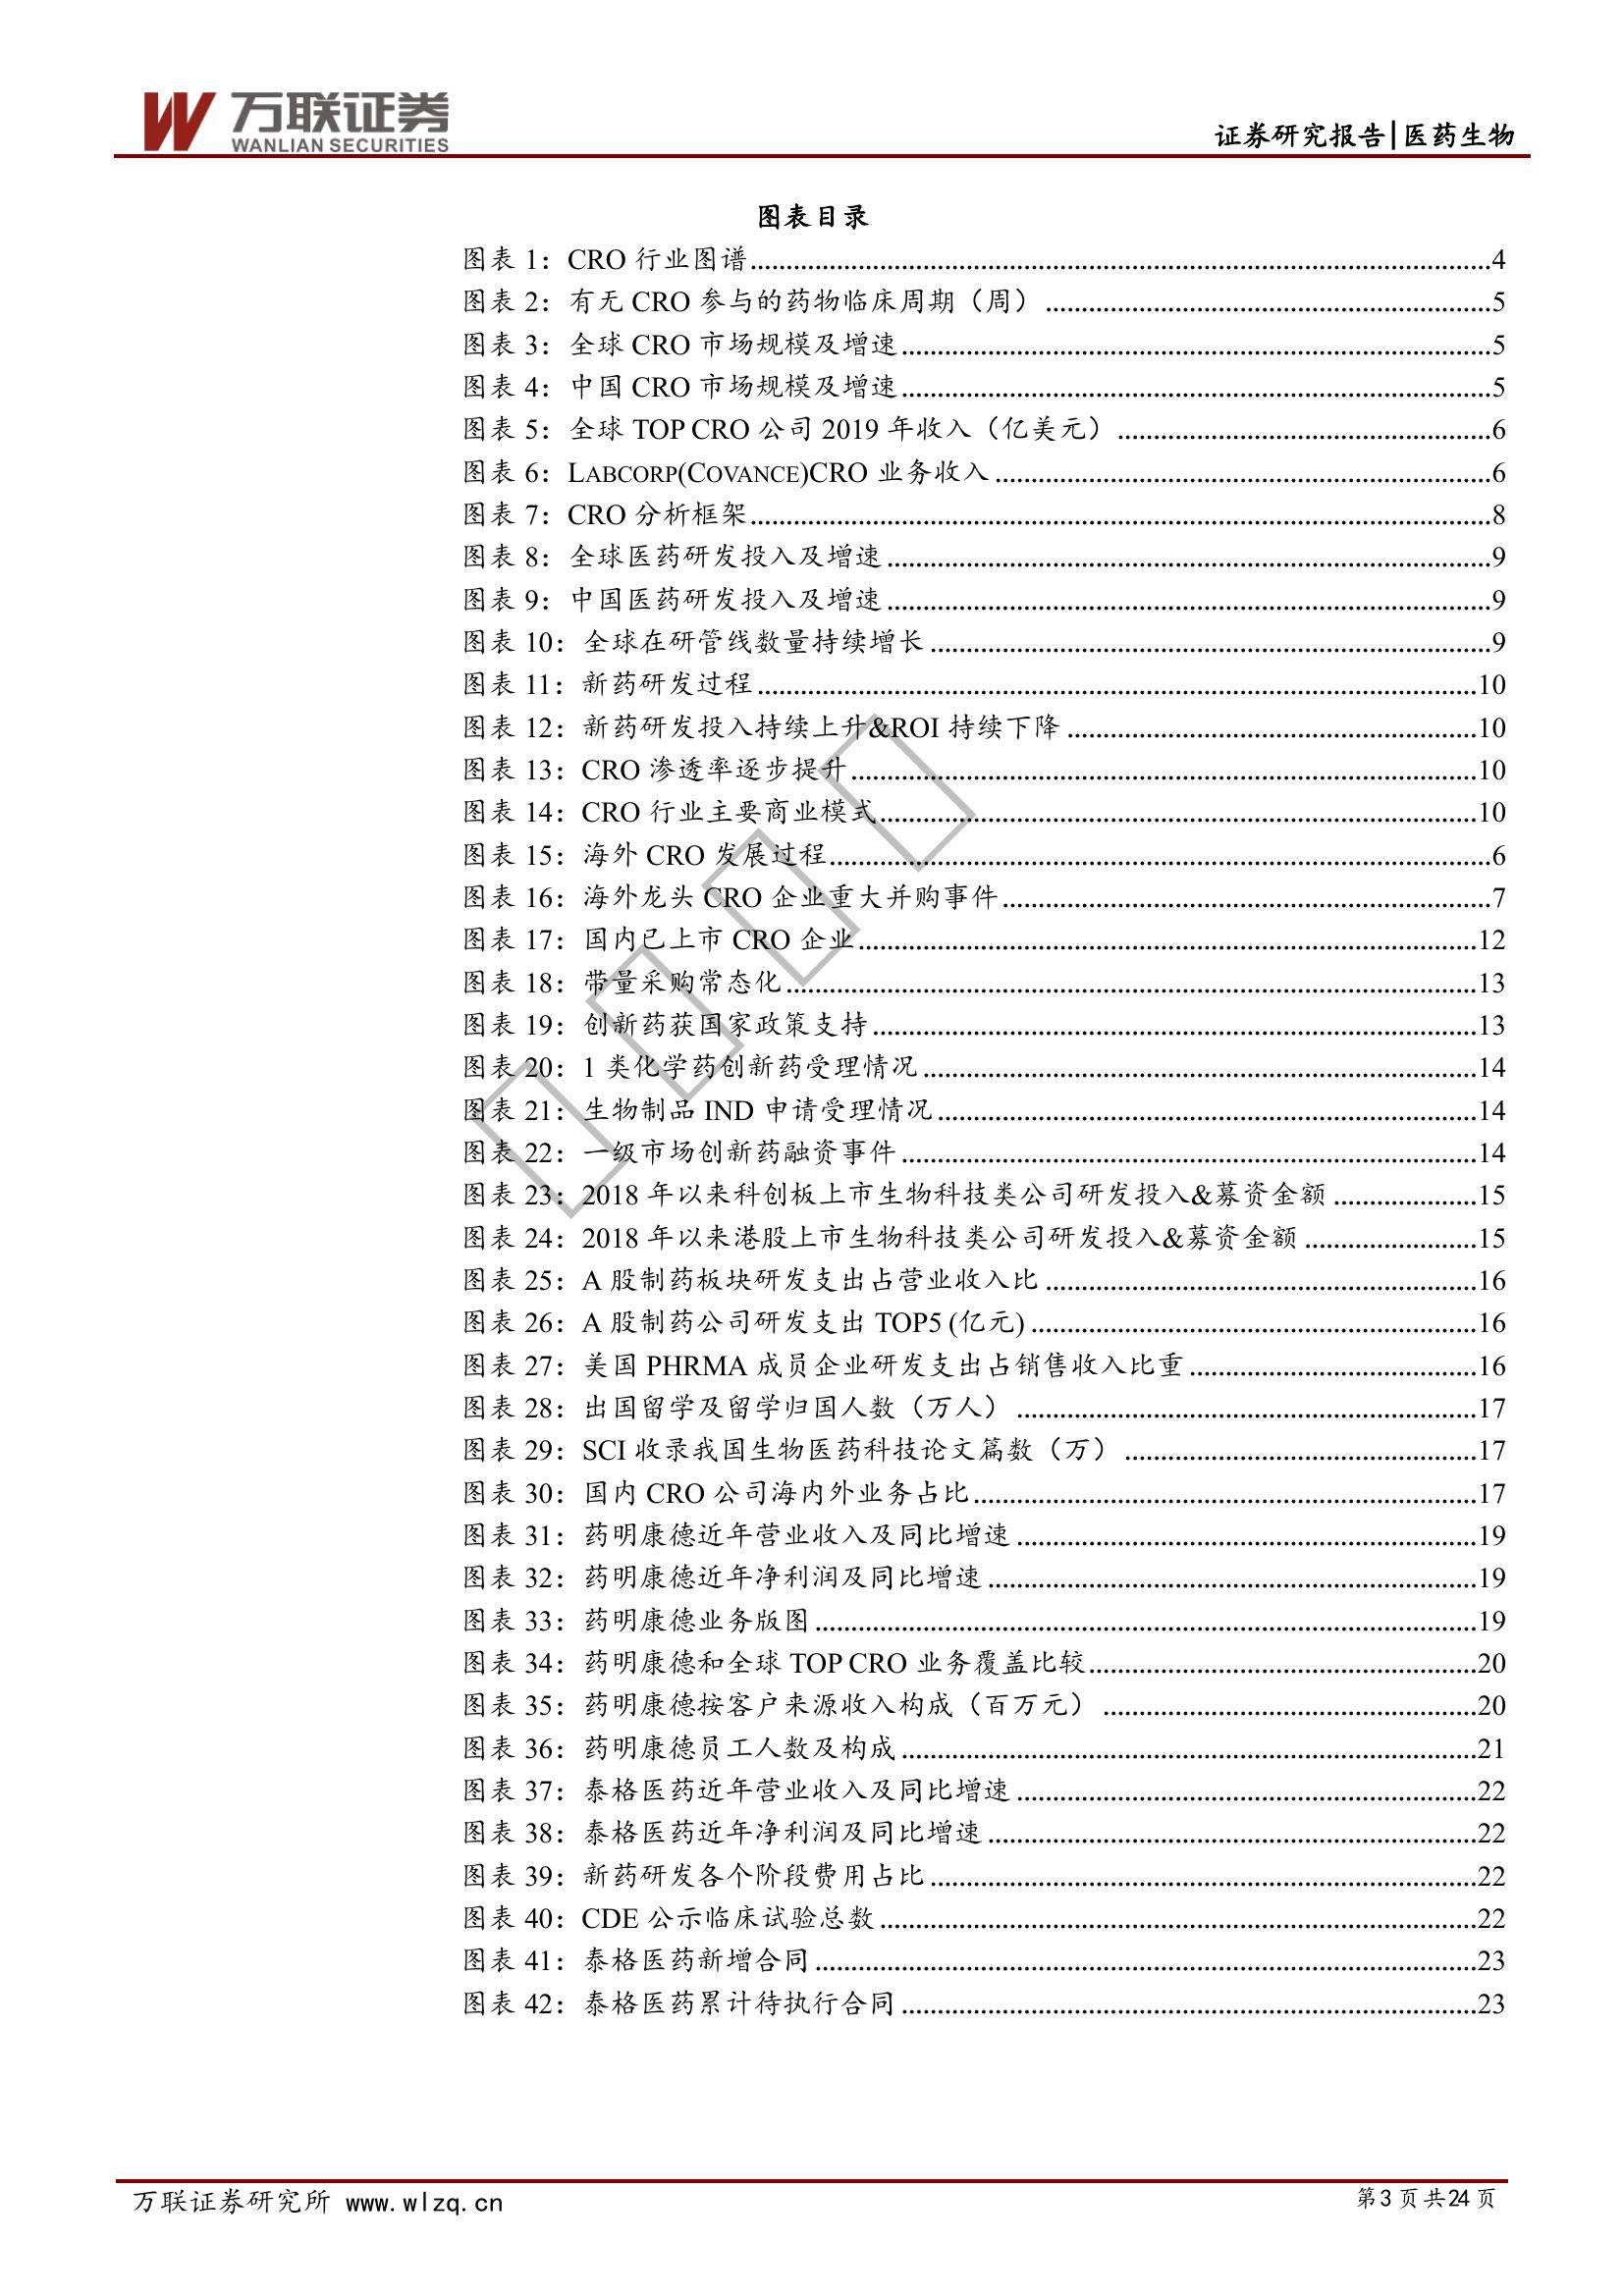 万联证券
WANLIAN SECURITIES
证券研究报告|医药生物
图表目录
图表 1：CRO 行业图谱....................4
图表 2：有无 CRO 参与的药物临床周期（周）....................5
图表 3：全球 CRO 市场规模及增速....................5
图表 4：中国 CRO 市场规模及增速....................5
图表 5：全球 TOP CRO 公司 2019 年收入（亿美元）....................6
图表 6：LABCORP(COVANCE)CRO 业务收入....................6
图表 7：CRO 分析框架....................8
图表 8：全球医药研发投入及增速....................9
图表 9：中国医药研发投入及增速....................9
图表 10：全球在研管线数量持续增长....................9
图表 11：新药研发过程....................10
图表 12：新药研发投入持续上升&ROI 持续下降....................10
图表 13：CRO 渗透率逐步提升....................10
图表 14：CRO 行业主要商业模式....................10
图表 15：海外 CRO 发展过程....................6
图表 16：海外龙头 CRO 企业重大并购事件....................7
图表 17：国内已上市 CRO 企业....................12
图表 18：带量采购常态化....................13
图表 19：创新药获国家政策支持....................13
图表 20：1 类化学药创新药受理情况....................14
图表 21：生物制品 IND 申请受理情况....................14
图表 22：一级市场创新药融资事件....................14
图表 23：2018 年以来科创板上市生物科技类公司研发投入&募资金额....................15
图表 24：2018 年以来港股上市生物科技类公司研发投入&募资金额....................15
图表 25：A 股制药板块研发支出占营业收入比....................16
图表 26：A 股制药公司研发支出 TOP5 (亿元)....................16
图表 27：美国 PHRMA 成员企业研发支出占销售收入比重....................16
图表 28：出国留学及留学归国人数（万人）....................17
图表 29：SCI 收录我国生物医药科技论文篇数（万）....................17
图表 30：国内 CRO 公司海内外业务占比....................17
图表 31：药明康德近年营业收入及同比增速....................19
图表 32：药明康德近年净利润及同比增速....................19
图表 33：药明康德业务版图....................19
图表 34：药明康德和全球 TOP CRO 业务覆盖比较....................20
图表 35：药明康德按客户来源收入构成（百万元）....................20
图表 36：药明康德员工人数及构成....................21
图表 37：泰格医药近年营业收入及同比增速....................22
图表 38：泰格医药近年净利润及同比增速....................22
图表 39：新药研发各个阶段费用占比....................22
图表 40：CDE 公示临床试验总数....................22
图表 41：泰格医药新增合同....................23
图表 42：泰格医药累计待执行合同....................23
万联证券研究所 www.wlzq.cn
第3页共24页